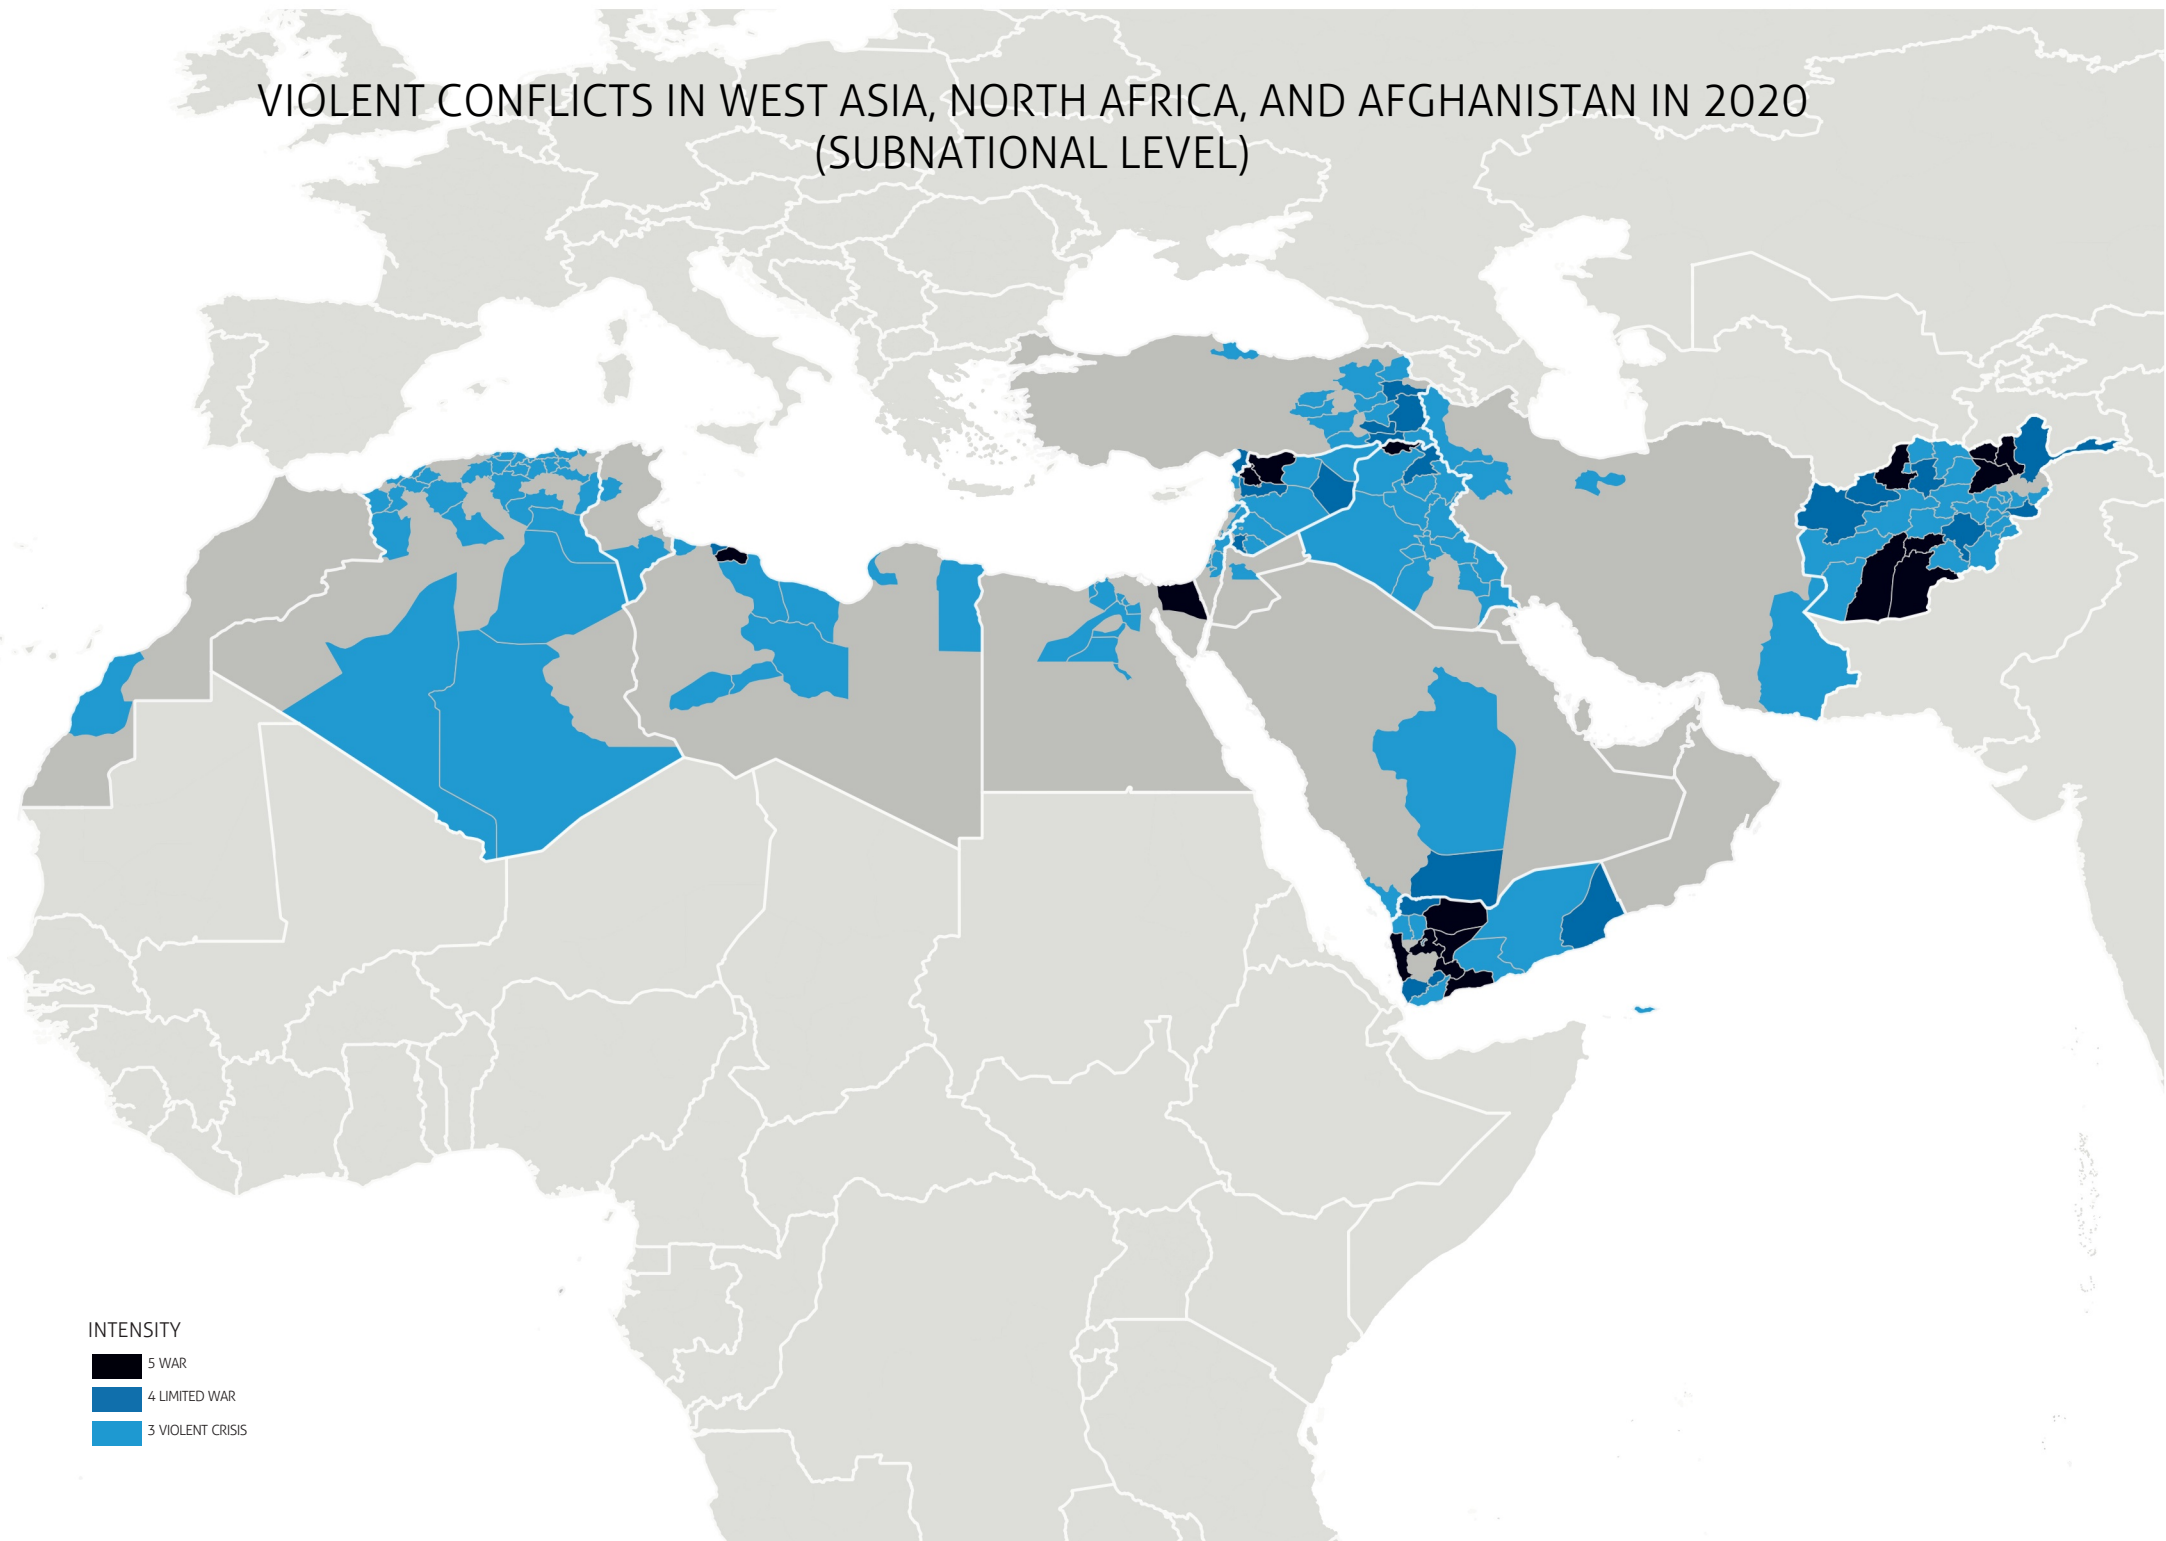 VIOLENT CONFLICTS IN WEST ASIA, NORTH AFRICA, AND AFGHANISTAN IN 2020
(SUBNATIONAL LEVEL)
INTENSITY
5 WAR
4 LIMITED WAR
3 VIOLENT CRISIS